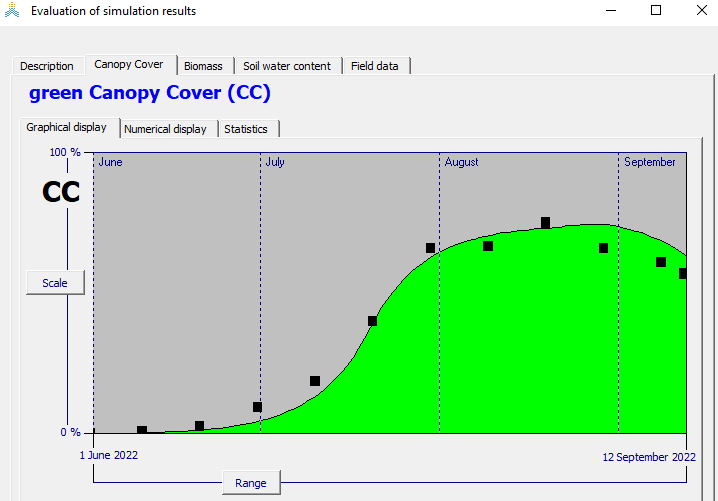 Evaluation of simulation results
Description Canopy Cover Biomass Soil water content Field data
green Canopy Cover (CC)
Graphical display Numerical display Statistics
100 %
June July August September
CC
Scale
0 %
1 June 2022 12 September 2022
Range